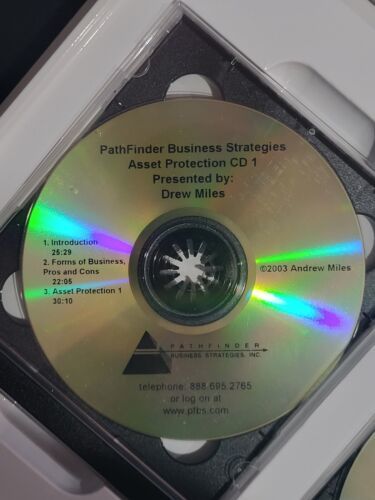 PathFinder Business Strategies
Asset Protection CD 1
Presented by:
Drew Miles
1. Introduction
25:29
2. Forms of Business,
Pros and Cons
22:05
3. Asset Protection 1
30:10
©2003 Andrew Miles
PATHFINDER
BUSINESS STRATEGIES, INC.
telephone: 888.695.2765
or log on at
www.pfbs.com